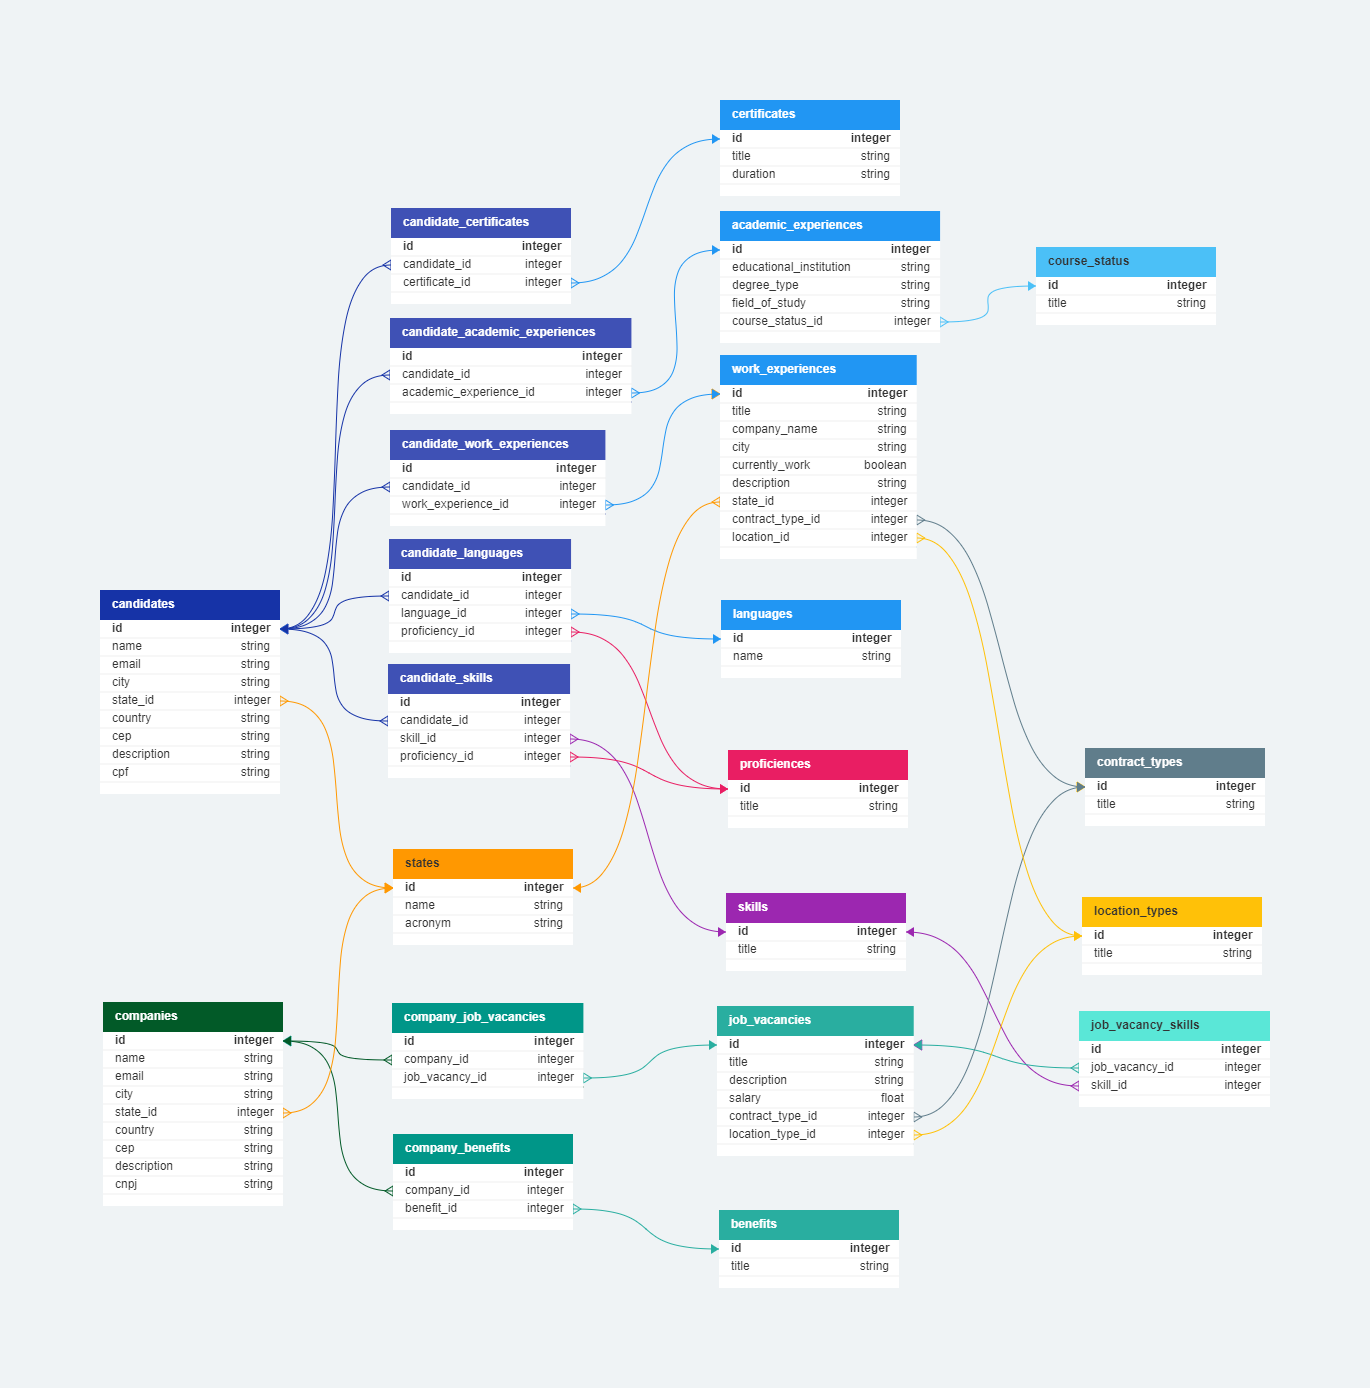 certificates
id integer
title string
duration string
candidate_certificates
id integer
candidate_id integer
certificate_id integer
academic_experiences
id integer
educational_institution string
degree_type string
field_of_study string
course_status_id integer
course_status
id integer
title string
candidate_academic_experiences
id integer
candidate_id integer
academic_experience_id integer
work_experiences
id integer
title string
company_name string
city string
currently_work boolean
description string
state_id integer
contract_type_id integer
location_id integer
candidate_work_experiences
id integer
candidate_id integer
work_experience_id integer
candidate_languages
id integer
candidate_id integer
language_id integer
proficiency_id integer
candidates
id integer
name string
email string
city string
state_id integer
country string
cep string
description string
cpf string
languages
id integer
name string
candidate_skills
id integer
candidate_id integer
skill_id integer
proficiency_id integer
proficiences
id integer
title string
contract_types
id integer
title string
states
id integer
name string
acronym string
skills
id integer
title string
location_types
id integer
title string
companies
id integer
name string
email string
city string
state_id integer
country string
cep string
description string
cnpj string
company_job_vacancies
id integer
company_id integer
job_vacancy_id integer
job_vacancies
id integer
title string
description string
salary float
contract_type_id integer
location_type_id integer
job_vacancy_skills
id integer
job_vacancy_id integer
skill_id integer
company_benefits
id integer
company_id integer
benefit_id integer
benefits
id integer
title string